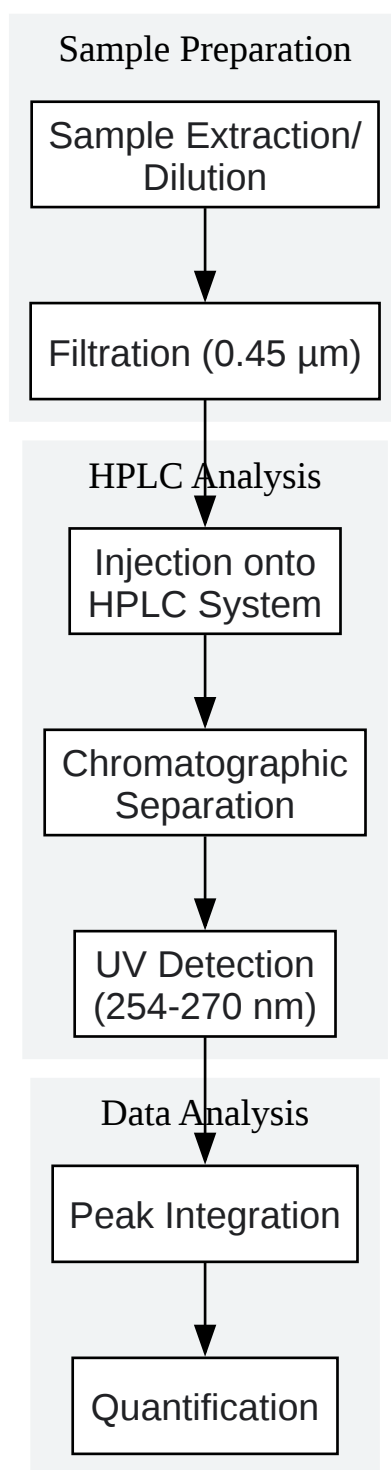 Sample Preparation
Sample Extraction/
Dilution
Filtration (0.45 µm)
HPLC Analysis
Injection onto
HPLC System
Chromatographic
Separation
UV Detection
(254-270 nm)
Data Analysis
Peak Integration
Quantification